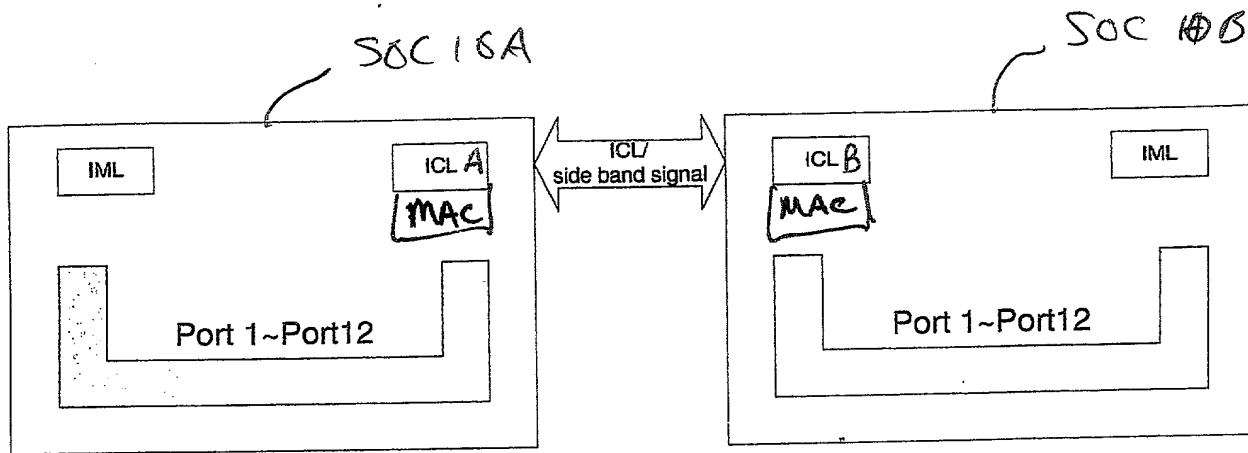 SOC 10A
SOC 10B
IML
ICL A
MAC
ICL/
side band signal
ICL B
MAC
IML
Port 1~Port12
Port 1~Port12